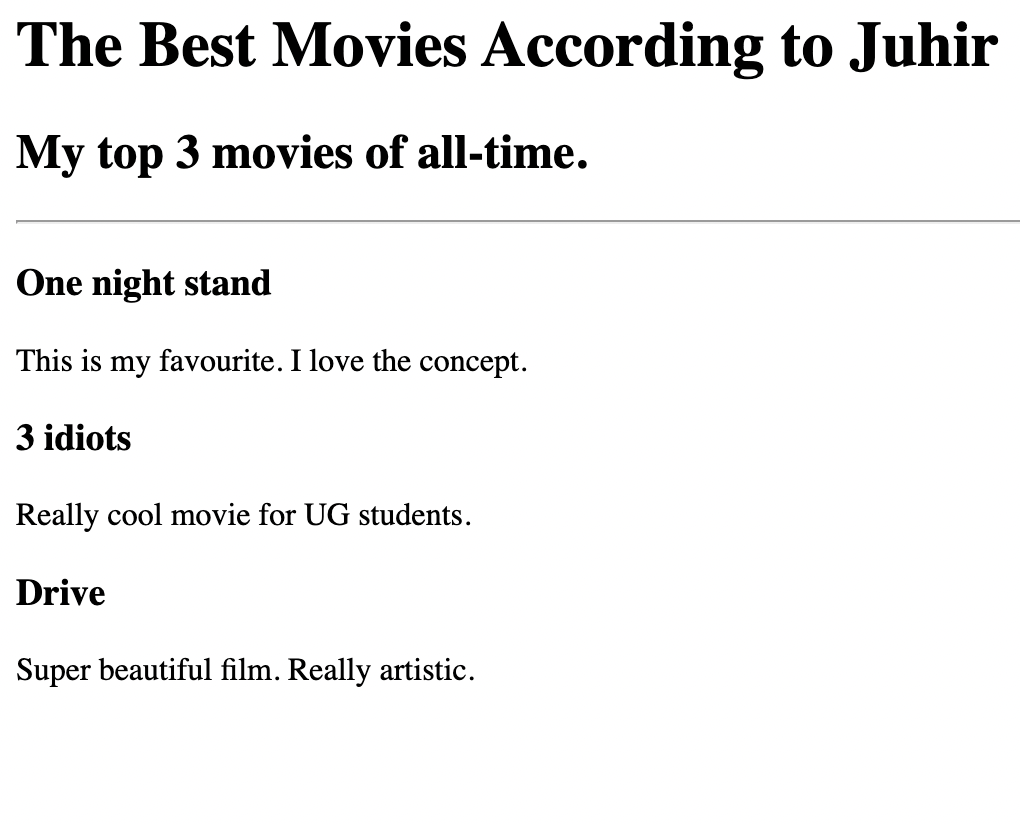 The Best Movies According to Juhir
My top 3 movies of all-time.
One night stand
This is my favourite. I love the concept.
3 idiots
Really cool movie for UG students.
Drive
Super beautiful film. Really artistic.